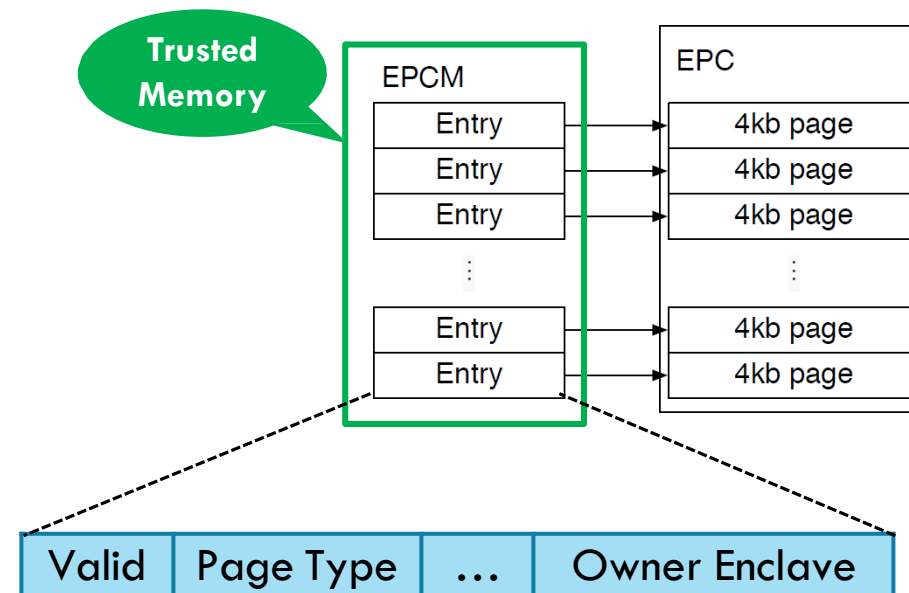 Trusted
Memory
EPCM
EPC
Entry
4kb page
Entry
4kb page
Entry
4kb page
⋮
⋮
Entry
4kb page
Entry
4kb page
Valid
Page Type
...
Owner Enclave